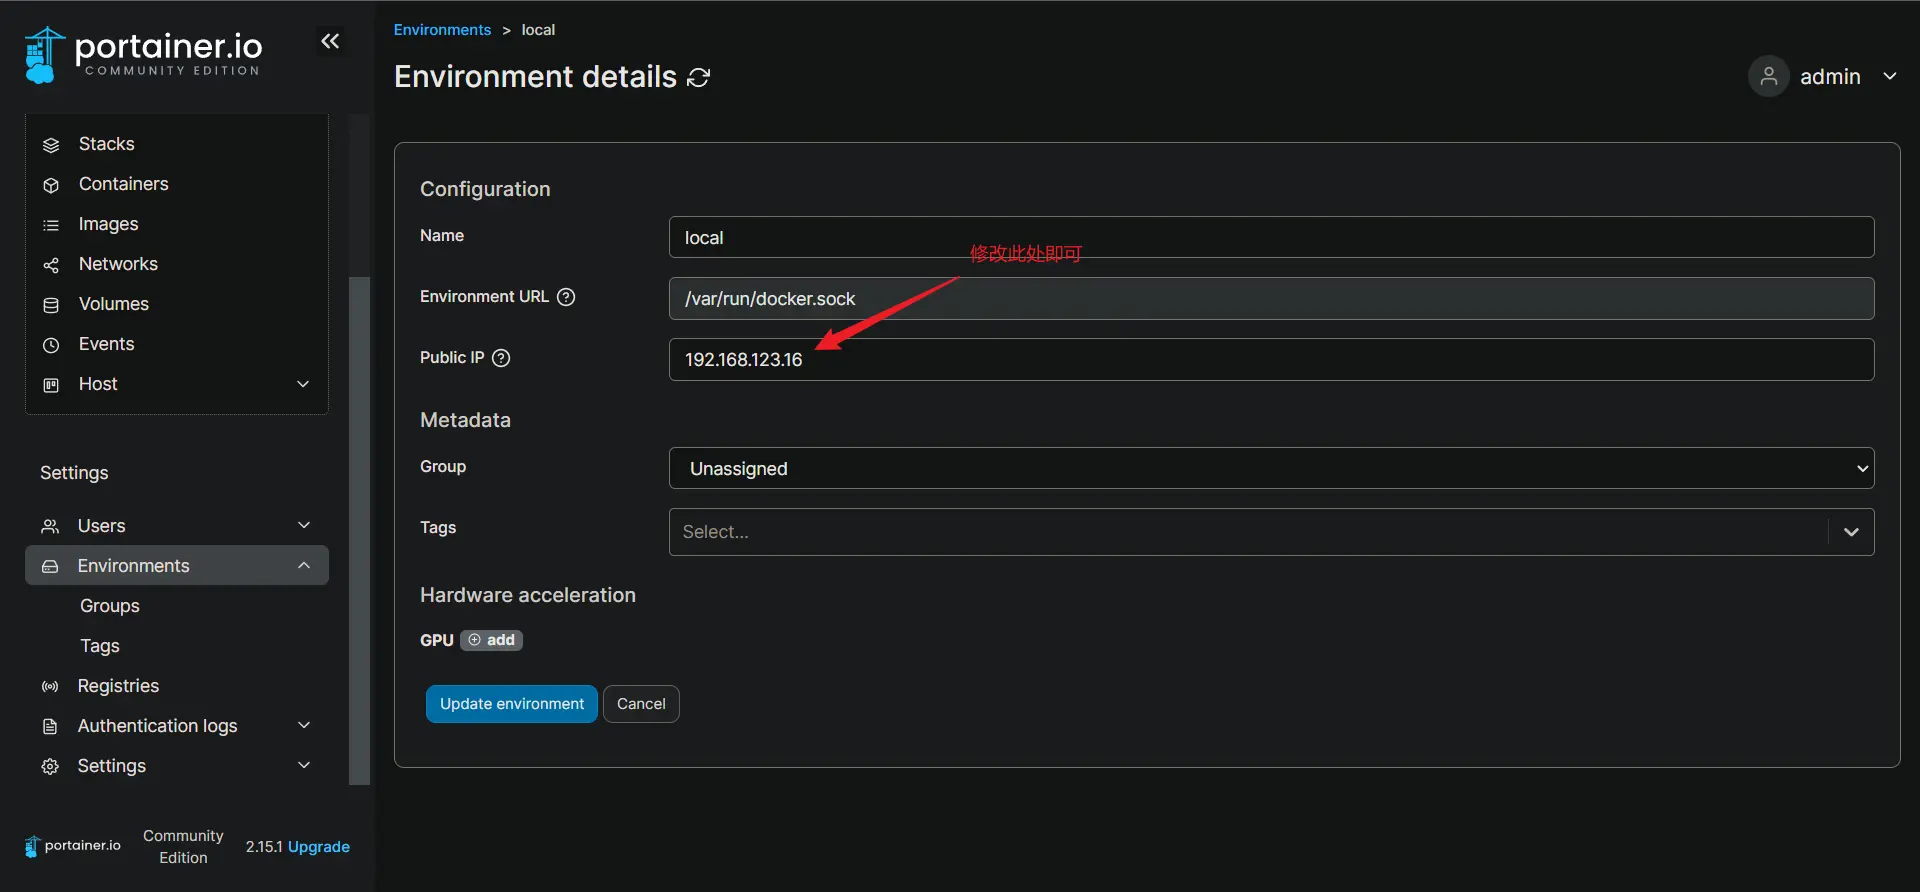 portainer.io
COMMUNITY EDITION
Stacks
Containers
Images
Networks
Volumes
Events
Host
Settings
Users
Environments
Groups
Tags
Registries
Authentication logs
Settings
portainer.io
Community
Edition
2.15.1 Upgrade
Environments > local
Environment details
admin
Configuration
Name
local
修改此处即可
Environment URL
/var/run/docker.sock
Public IP
192.168.123.16
Metadata
Group
Unassigned
Tags
Select...
Hardware acceleration
GPU add
Update environment
Cancel